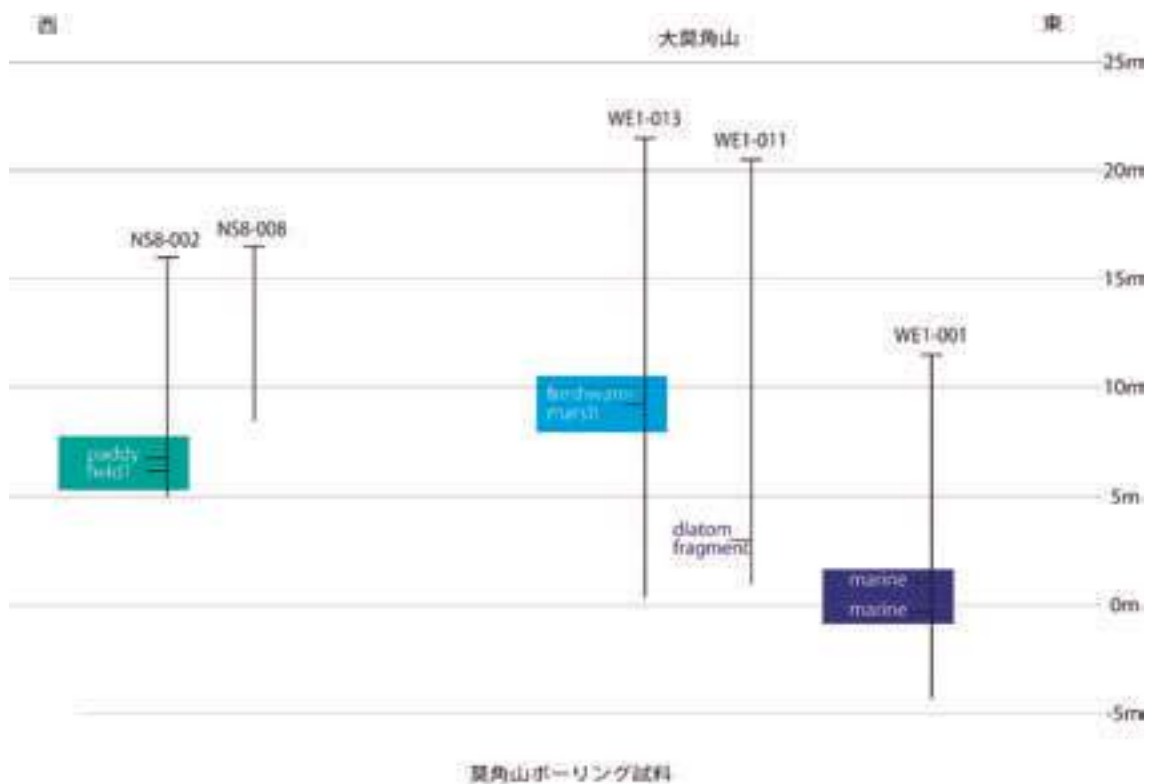 西
東
大莫角山
25m
WE1-013
WE1-011
20m
NS8-002
NS8-008
15m
WE1-001
10m
freshwater
marsh
paddy
field?
5m
diatom
fragment
marine
0m
marine
-5m
莫角山ボーリング試料